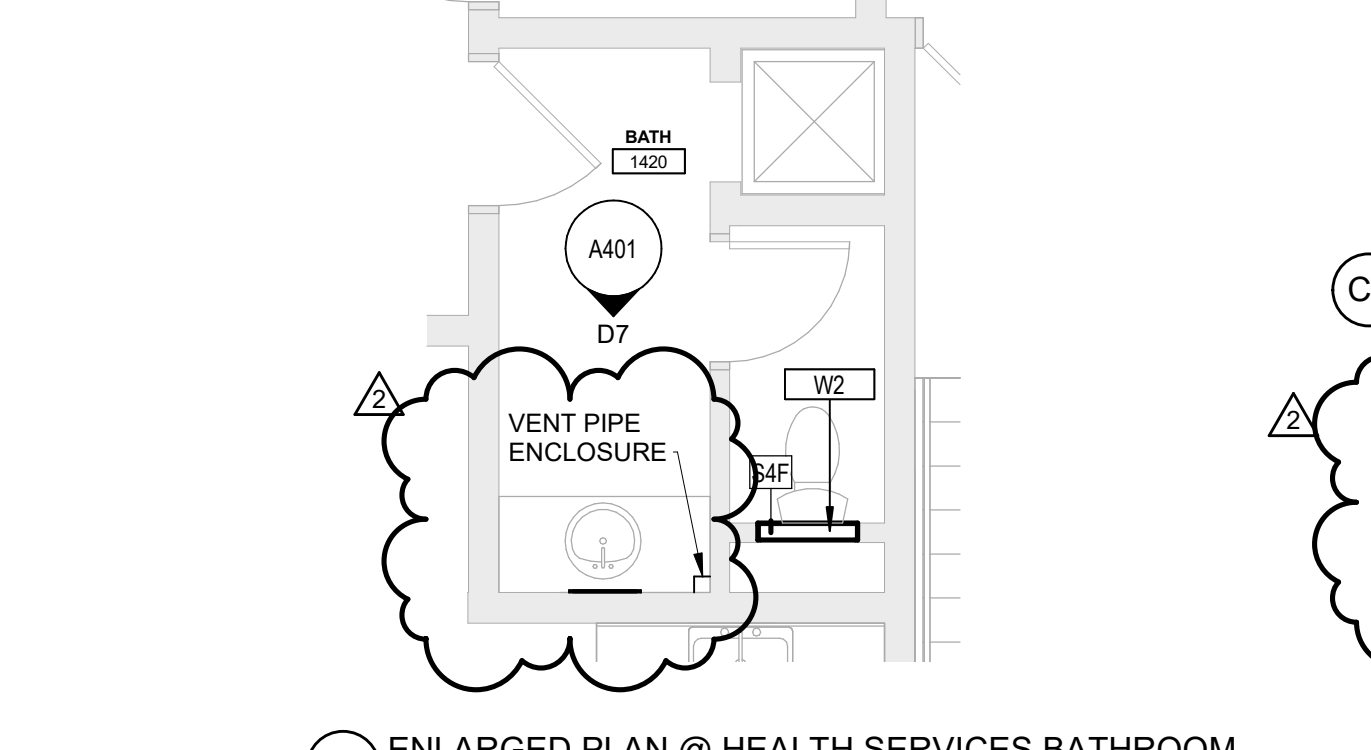 BATH
1420
A401
D7
C
2
W2
2
VENT PIPE
ENCLOSURE
S4F
ENLARGED PLAN @ HEALTH SERVICES BATHROOM